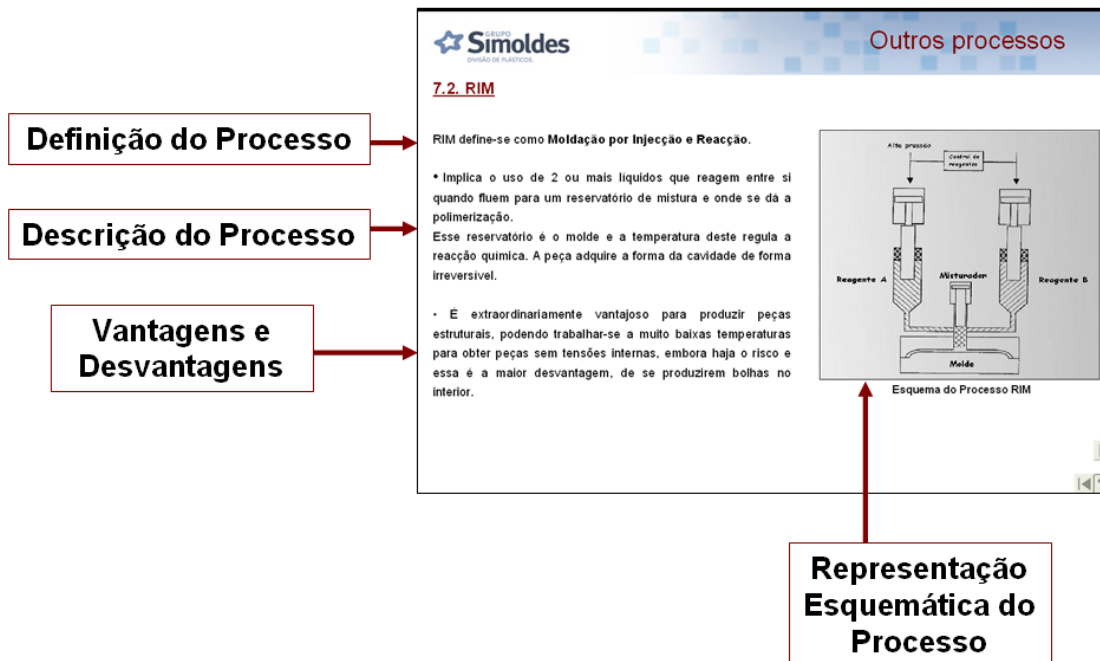 GRUPO
Simoldes
DIVISÃO DE PLÁSTICOS
Outros processos
7.2. RIM
Definição do Processo
RIM define-se como Moldação por Injecção e Reacção.
Descrição do Processo
• Implica o uso de 2 ou mais líquidos que reagem entre si
quando fluem para um reservatório de mistura e onde se dá a
polimerização.
Esse reservatório é o molde e a temperatura deste regula a
reacção química. A peça adquire a forma da cavidade de forma
irreversível.
Vantagens e
Desvantagens
• É extraordinariamente vantajoso para produzir peças
estruturais, podendo trabalhar-se a muito baixas temperaturas
para obter peças sem tensões internas, embora haja o risco e
essa é a maior desvantagem, de se produzirem bolhas no
interior.
Alta pressão
Control de
reagentes
Reagente A
Misturador
Reagente B
Molde
Esquema do Processo RIM
Representação
Esquemática do
Processo